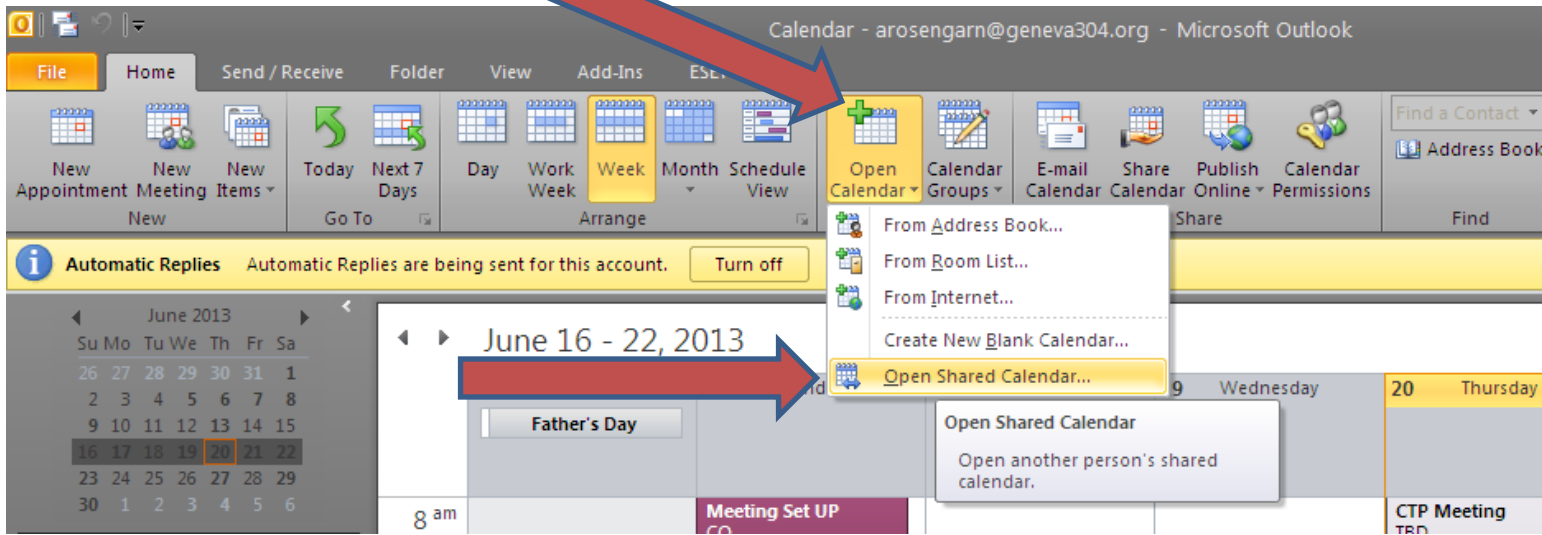 Calendar - arosengarn@geneva304.org - Microsoft Outlook
File Home Send / Receive Folder View Add-Ins
New Appointment
New Meeting
New Items
Today
Next 7 Days
Day
Work Week
Week
Month
Schedule View
Open Calendar
Calendar Groups
E-mail Calendar
Share Calendar
Publish Online
Calendar Permissions
Find a Contact
Address Book
New Go To Arrange Share Find
From Address Book...
From Room List...
From Internet...
Create New Blank Calendar...
Open Shared Calendar...
Open Shared Calendar
Open another person's shared
calendar.
Automatic Replies Automatic Replies are being sent for this account. Turn off
June 2013
Su Mo Tu We Th Fr Sa
26 27 28 29 30 31 1
2 3 4 5 6 7 8
9 10 11 12 13 14 15
16 17 18 19 20 21 22
23 24 25 26 27 28 29
30 1 2 3 4 5 6
June 16 - 22, 2013
Wednesday
20 Thursday
Father's Day
8 am
Meeting Set UP
CO
CTP Meeting
TBD